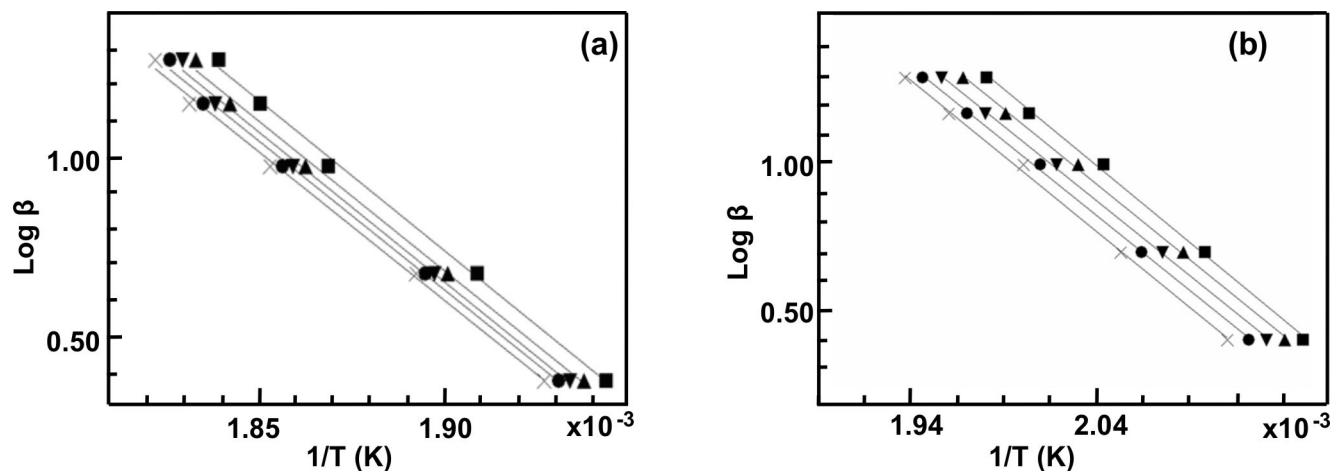 (a)
1.00
0.50
Log β
1.85
1.90
x10⁻³
1/T (K)
(b)
1.00
0.50
Log β
1.94
2.04
x10⁻³
1/T (K)